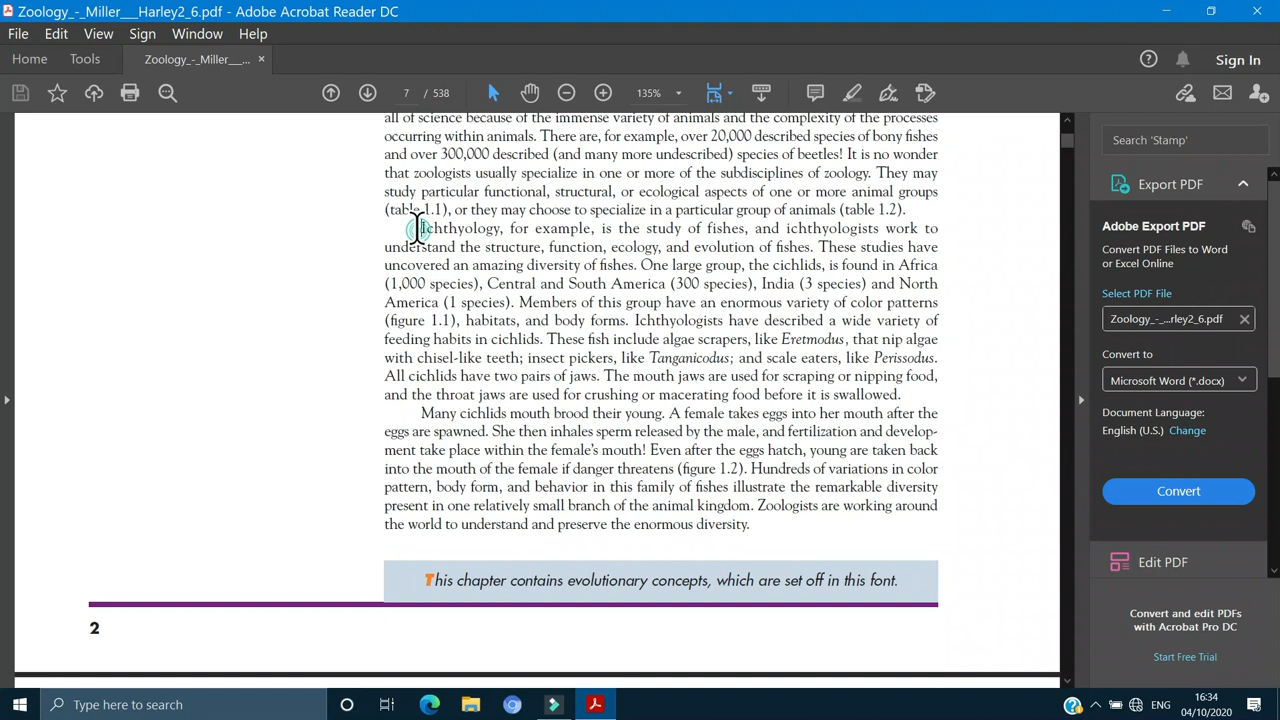 Zoology_-_Miller___Harley2_6.pdf - Adobe Acrobat Reader DC
File Edit View Sign Window Help
Home Tools Zoology_-_Miller___... × Sign In
7 / 538 135%
all of science because of the immense variety of animals and the complexity of the processes
occurring within animals. There are, for example, over 20,000 described species of bony fishes
and over 300,000 described (and many more undescribed) species of beetles! It is no wonder
that zoologists usually specialize in one or more of the subdisciplines of zoology. They may
study particular functional, structural, or ecological aspects of one or more animal groups
(table 1.1), or they may choose to specialize in a particular group of animals (table 1.2).
Ichthyology, for example, is the study of fishes, and ichthyologists work to
understand the structure, function, ecology, and evolution of fishes. These studies have
uncovered an amazing diversity of fishes. One large group, the cichlids, is found in Africa
(1,000 species), Central and South America (300 species), India (3 species) and North
America (1 species). Members of this group have an enormous variety of color patterns
(figure 1.1), habitats, and body forms. Ichthyologists have described a wide variety of
feeding habits in cichlids. These fish include algae scrapers, like Eretmodus, that nip algae
with chisel-like teeth; insect pickers, like Tanganicodus; and scale eaters, like Perissodus.
All cichlids have two pairs of jaws. The mouth jaws are used for scraping or nipping food,
and the throat jaws are used for crushing or macerating food before it is swallowed.
Many cichlids mouth brood their young. A female takes eggs into her mouth after the
eggs are spawned. She then inhales sperm released by the male, and fertilization and develop-
ment take place within the female's mouth! Even after the eggs hatch, young are taken back
into the mouth of the female if danger threatens (figure 1.2). Hundreds of variations in color
pattern, body form, and behavior in this family of fishes illustrate the remarkable diversity
present in one relatively small branch of the animal kingdom. Zoologists are working around
the world to understand and preserve the enormous diversity.
This chapter contains evolutionary concepts, which are set off in this font.
2
Search 'Stamp'
Export PDF
Adobe Export PDF
Convert PDF Files to Word
or Excel Online
Select PDF File
Zoology_-_...rley2_6.pdf ×
Convert to
Microsoft Word (*.docx)
Document Language:
English (U.S.) Change
Convert
Edit PDF
Convert and edit PDFs
with Acrobat Pro DC
Start Free Trial
Type here to search
ENG
16:34
04/10/2020